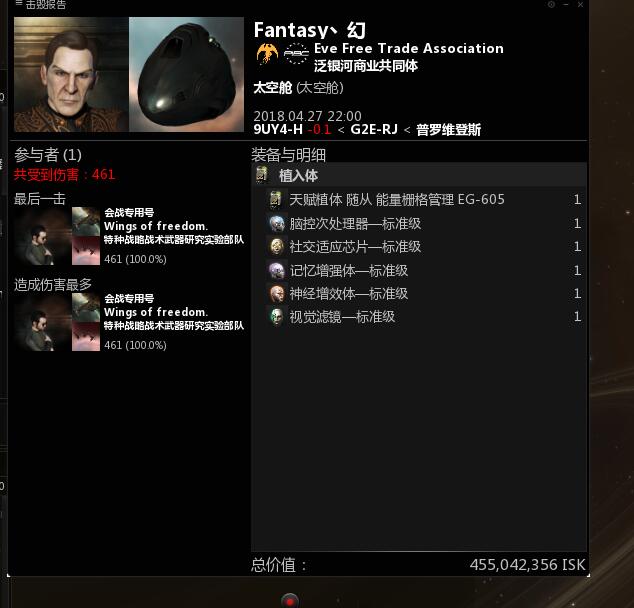 击毁报告
Fantasy丶幻
Eve Free Trade Association
泛银河商业共同体
太空舱 (太空舱)
2018.04.27 22:00
9UY4-H -0.1 < G2E-RJ < 普罗维登斯
参与者 (1)
共受到伤害：461
最后一击
会战专用号
Wings of freedom.
特种战略战术武器研究实验部队
461 (100.0%)
造成伤害最多
会战专用号
Wings of freedom.
特种战略战术武器研究实验部队
461 (100.0%)
装备与明细
植入体
天赋植体 随从 能量栅格管理 EG-605 1
脑控次处理器—标准级 1
社交适应芯片—标准级 1
记忆增强体—标准级 1
神经增效体—标准级 1
视觉滤镜—标准级 1
总价值： 455,042,356 ISK